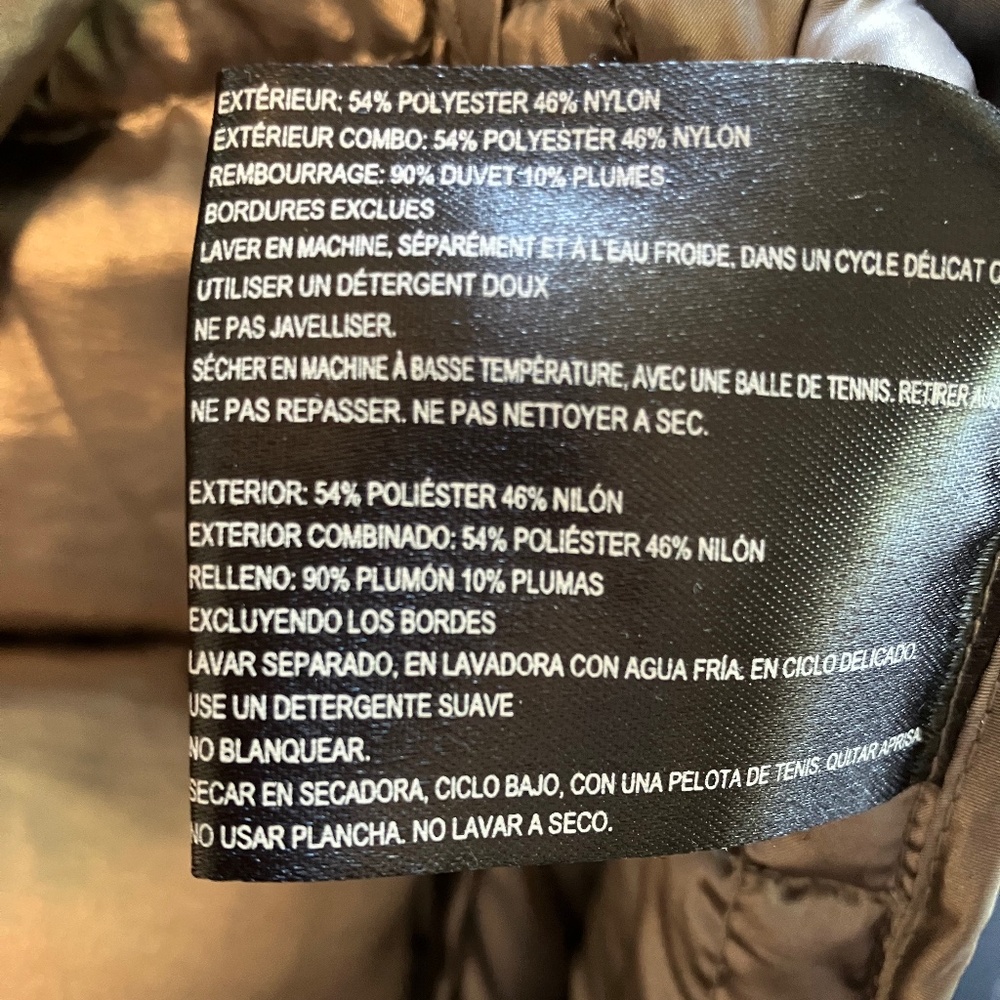 EXTÉRIEUR: 54% POLYESTER 46% NYLON
EXTÉRIEUR COMBO: 54% POLYESTER 46% NYLON
REMBOURRAGE: 90% DUVET 10% PLUMES
BORDURES EXCLUES
LAVER EN MACHINE, SÉPARÉMENT ET À L'EAU FROIDE, DANS UN CYCLE DÉLICAT
UTILISER UN DÉTERGENT DOUX
NE PAS JAVELLISER.
SÉCHER EN MACHINE À BASSE TEMPÉRATURE, AVEC UNE BALLE DE TENNIS. RETIRER
NE PAS REPASSER. NE PAS NETTOYER A SEC.
EXTERIOR: 54% POLIÉSTER 46% NILÓN
EXTERIOR COMBINADO: 54% POLIÉSTER 46% NILÓN
RELLENO: 90% PLUMÓN 10% PLUMAS
EXCLUYENDO LOS BORDES
LAVAR SEPARADO, EN LAVADORA CON AGUA FRÍA. EN CICLO DELICADO.
USE UN DETERGENTE SUAVE
NO BLANQUEAR.
SECAR EN SECADORA, CICLO BAJO, CON UNA PELOTA DE TENIS. QUITAR APRISA.
NO USAR PLANCHA. NO LAVAR A SECO.